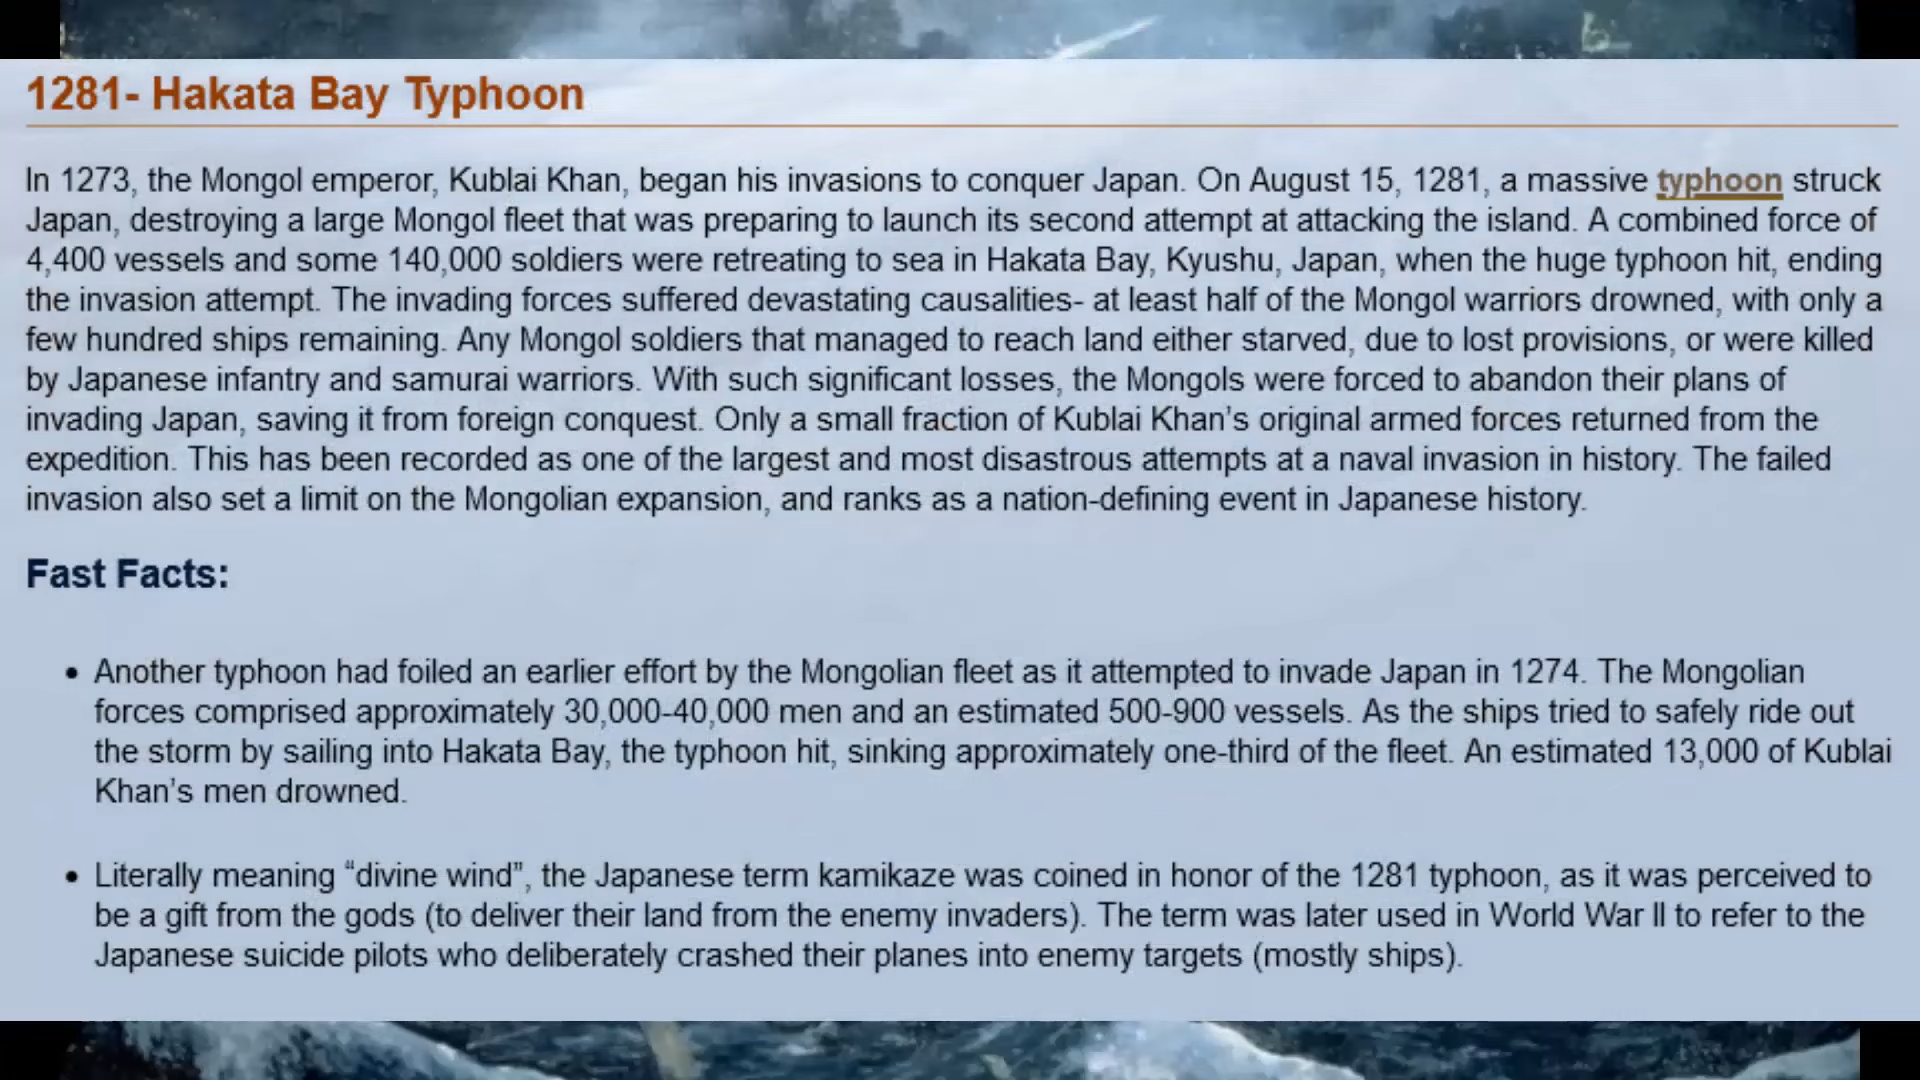 1281- Hakata Bay Typhoon
In 1273, the Mongol emperor, Kublai Khan, began his invasions to conquer Japan. On August 15, 1281, a massive typhoon struck
Japan, destroying a large Mongol fleet that was preparing to launch its second attempt at attacking the island. A combined force of
4,400 vessels and some 140,000 soldiers were retreating to sea in Hakata Bay, Kyushu, Japan, when the huge typhoon hit, ending
the invasion attempt. The invading forces suffered devastating causalities- at least half of the Mongol warriors drowned, with only a
few hundred ships remaining. Any Mongol soldiers that managed to reach land either starved, due to lost provisions, or were killed
by Japanese infantry and samurai warriors. With such significant losses, the Mongols were forced to abandon their plans of
invading Japan, saving it from foreign conquest. Only a small fraction of Kublai Khan’s original armed forces returned from the
expedition. This has been recorded as one of the largest and most disastrous attempts at a naval invasion in history. The failed
invasion also set a limit on the Mongolian expansion, and ranks as a nation-defining event in Japanese history.
Fast Facts:
• Another typhoon had foiled an earlier effort by the Mongolian fleet as it attempted to invade Japan in 1274. The Mongolian
forces comprised approximately 30,000-40,000 men and an estimated 500-900 vessels. As the ships tried to safely ride out
the storm by sailing into Hakata Bay, the typhoon hit, sinking approximately one-third of the fleet. An estimated 13,000 of Kublai
Khan’s men drowned.
• Literally meaning “divine wind”, the Japanese term kamikaze was coined in honor of the 1281 typhoon, as it was perceived to
be a gift from the gods (to deliver their land from the enemy invaders). The term was later used in World War II to refer to the
Japanese suicide pilots who deliberately crashed their planes into enemy targets (mostly ships).